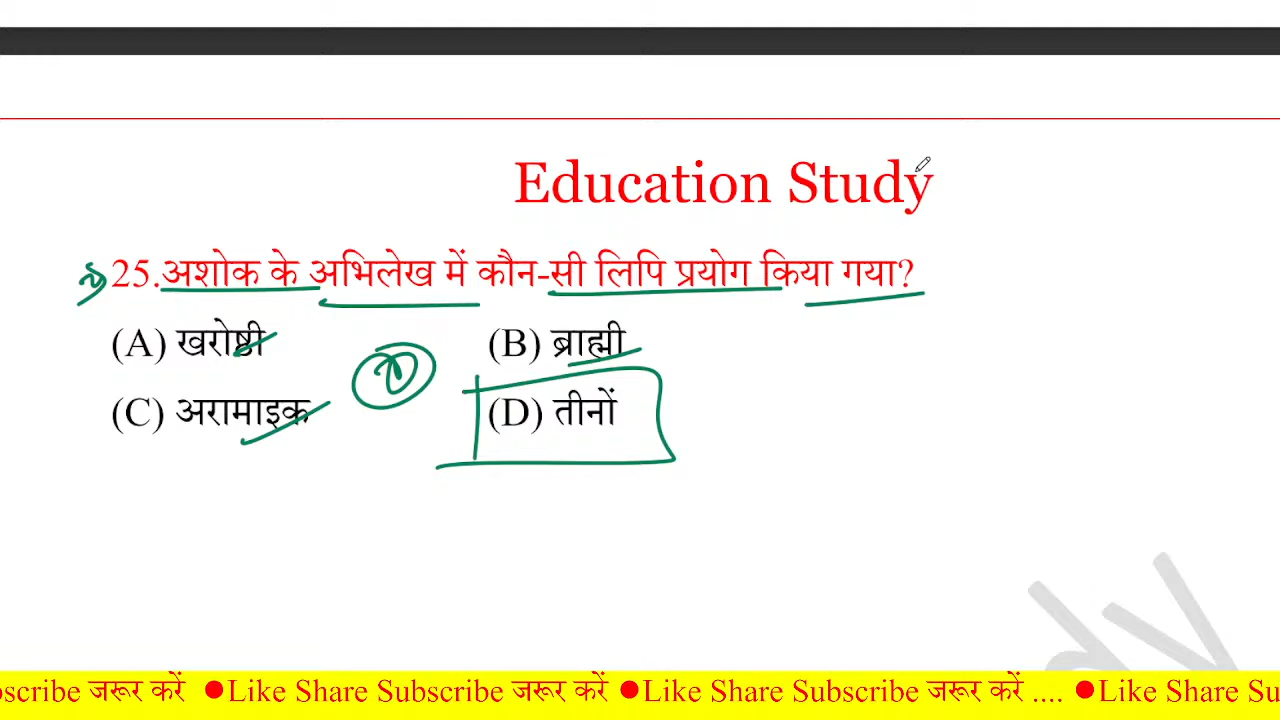 Education Study
25.अशोक के अभिलेख में कौन-सी लिपि प्रयोग किया गया?
(A) खरोष्ठी (B) ब्राह्मी
(C) अरामाइक (D) तीनों
bscribe जरूर करें ●Like Share Subscribe जरूर करें ●Like Share Subscribe जरूर करें .... ●Like Share Su